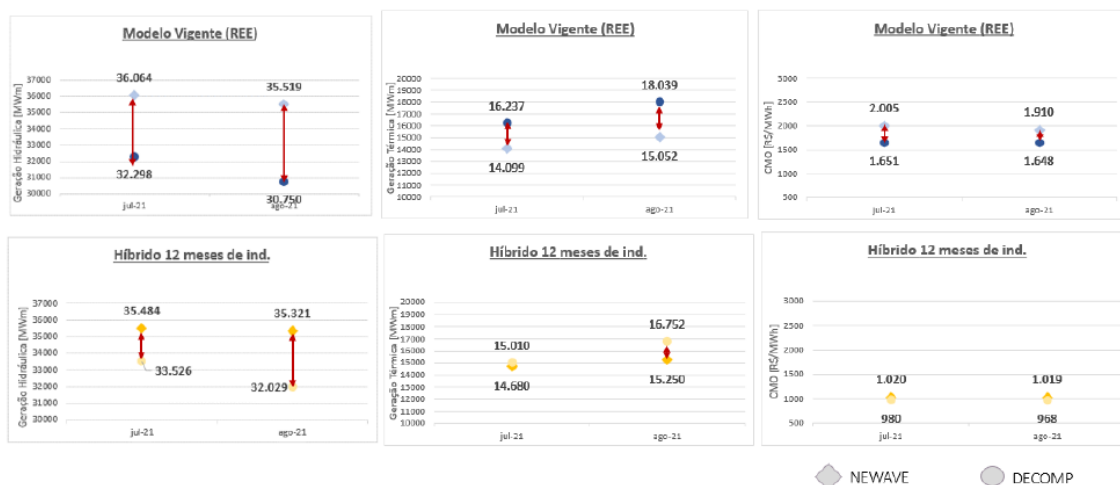 Modelo Vigente (REE)
Geração Hidráulica [MWm]
37000
36000
35000
34000
33000
32000
31000
30000
36.064
35.519
32.298
30.750
jul-21
ago-21
Modelo Vigente (REE)
Geração Térmica [MWm]
20000
19000
18000
17000
16000
15000
14000
13000
12000
11000
10000
16.237
18.039
14.099
15.052
jul-21
ago-21
Modelo Vigente (REE)
CMO [R$/MWh]
3000
2500
2000
1500
1000
500
2.005
1.910
1.651
1.648
jul-21
ago-21
Híbrido 12 meses de ind.
Geração Hidráulica [MWm]
37000
36000
35000
34000
33000
32000
31000
30000
35.484
35.321
33.526
32.029
jul-21
ago-21
Híbrido 12 meses de ind.
Geração Térmica [MWm]
20000
19000
18000
17000
16000
15000
14000
13000
12000
11000
10000
15.010
16.752
14.680
15.250
jul-21
ago-21
Híbrido 12 meses de ind.
CMO [R$/MWh]
3000
2500
2000
1500
1000
500
1.020
1.019
980
968
jul-21
ago-21
NEWAVE
DECOMP